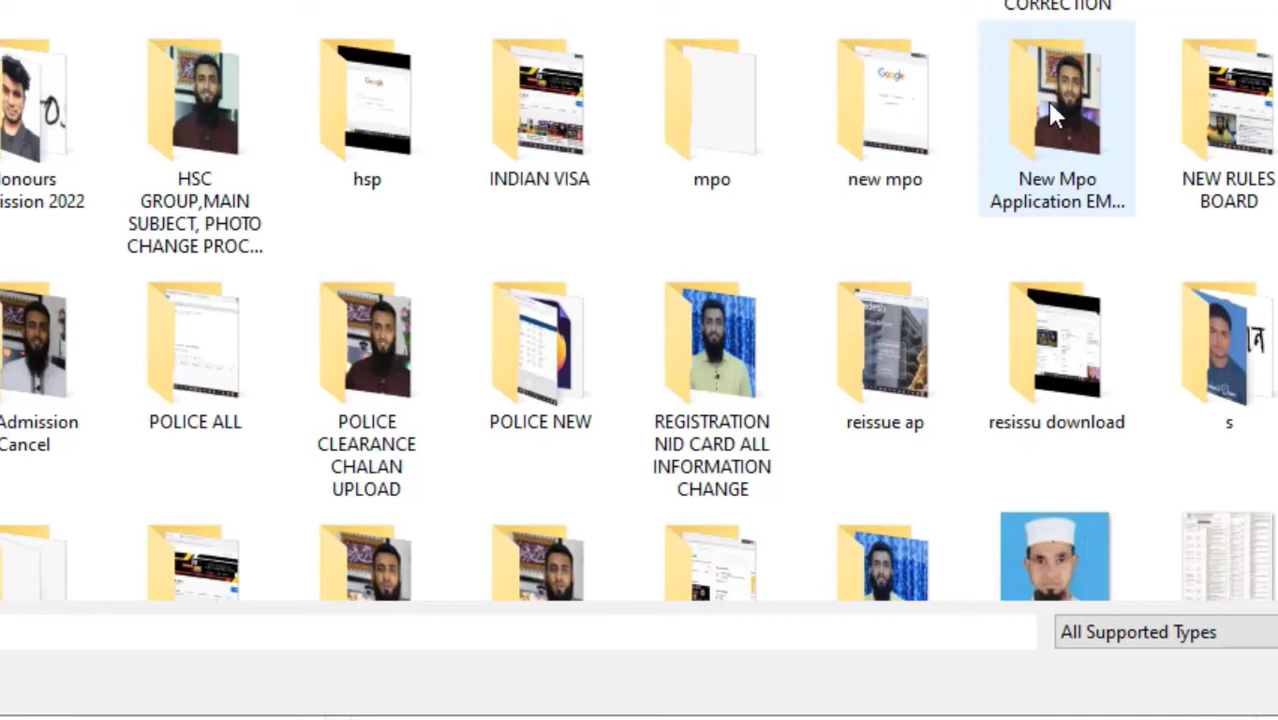 CORRECTION
onours
ission 2022
HSC
GROUP,MAIN
SUBJECT, PHOTO
CHANGE PROC...
hsp
INDIAN VISA
mpo
Google
new mpo
New Mpo
Application EM...
NEW RULES
BOARD
Admission
Cancel
POLICE ALL
POLICE
CLEARANCE
CHALAN
UPLOAD
POLICE NEW
REGISTRATION
NID CARD ALL
INFORMATION
CHANGE
reissue ap
resissu download
s
All Supported Types